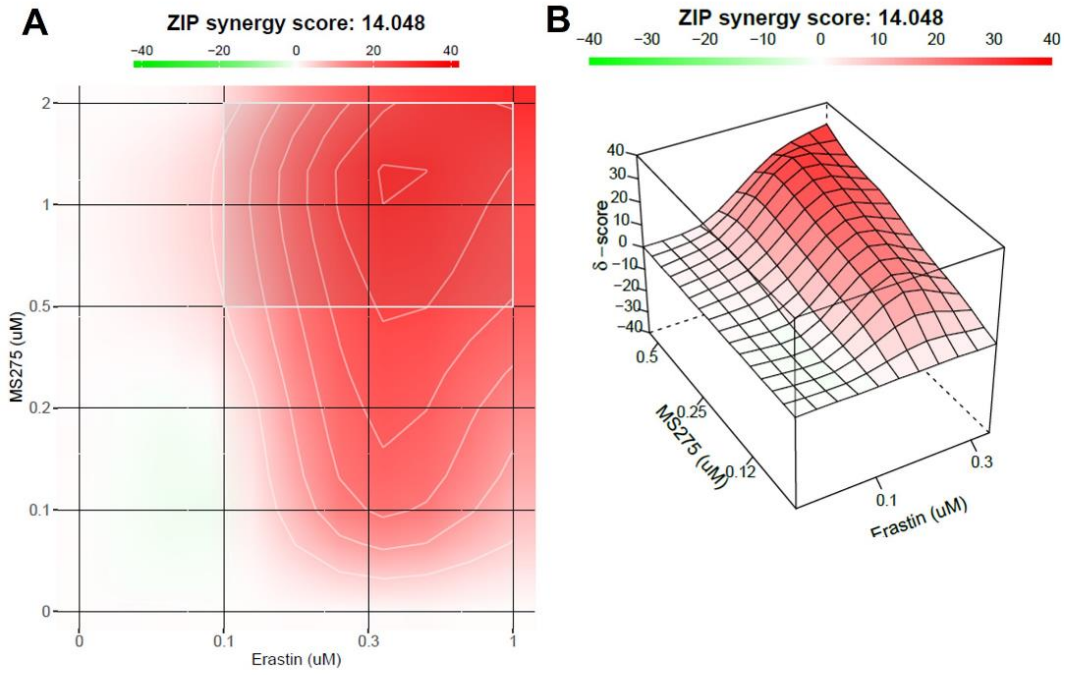 A
ZIP synergy score: 14.048
−40 −20 0 20 40
2
1
0.5
0.2
0.1
0
MS275 (uM)
0 0.1 0.3 1
Erastin (uM)
B
ZIP synergy score: 14.048
−40 −30 −20 −10 0 10 20 30 40
40
30
20
10
0
−10
−20
−30
−40
δ−score
0.5
0.25
0.12
MS275 (uM)
0.1
0.3
Erastin (uM)